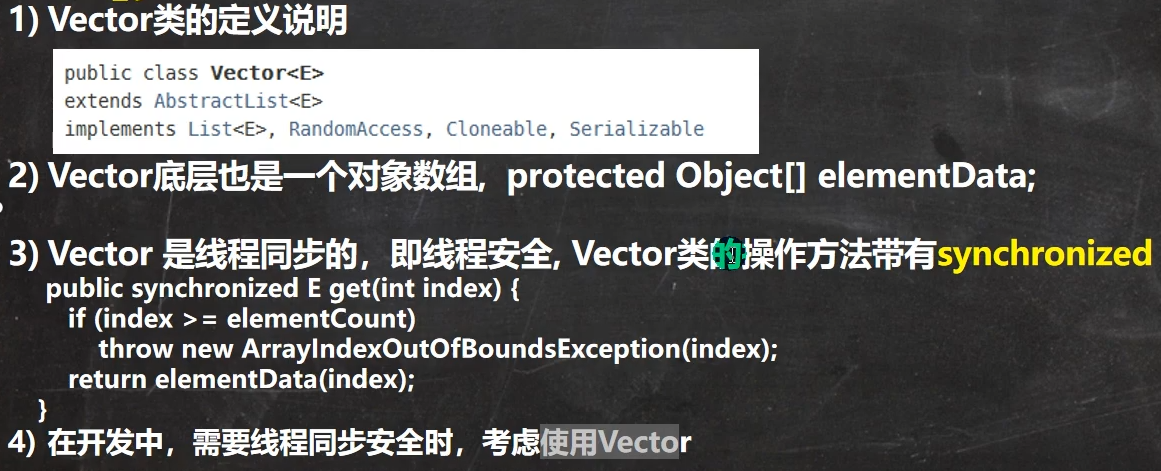 1) Vector类的定义说明
public class Vector<E>
extends AbstractList<E>
implements List<E>, RandomAccess, Cloneable, Serializable
2) Vector底层也是一个对象数组, protected Object[] elementData;
3) Vector 是线程同步的，即线程安全, Vector类的操作方法带有synchronized
public synchronized E get(int index) {
if (index >= elementCount)
throw new ArrayIndexOutOfBoundsException(index);
return elementData(index);
}
4) 在开发中，需要线程同步安全时，考虑使用Vector